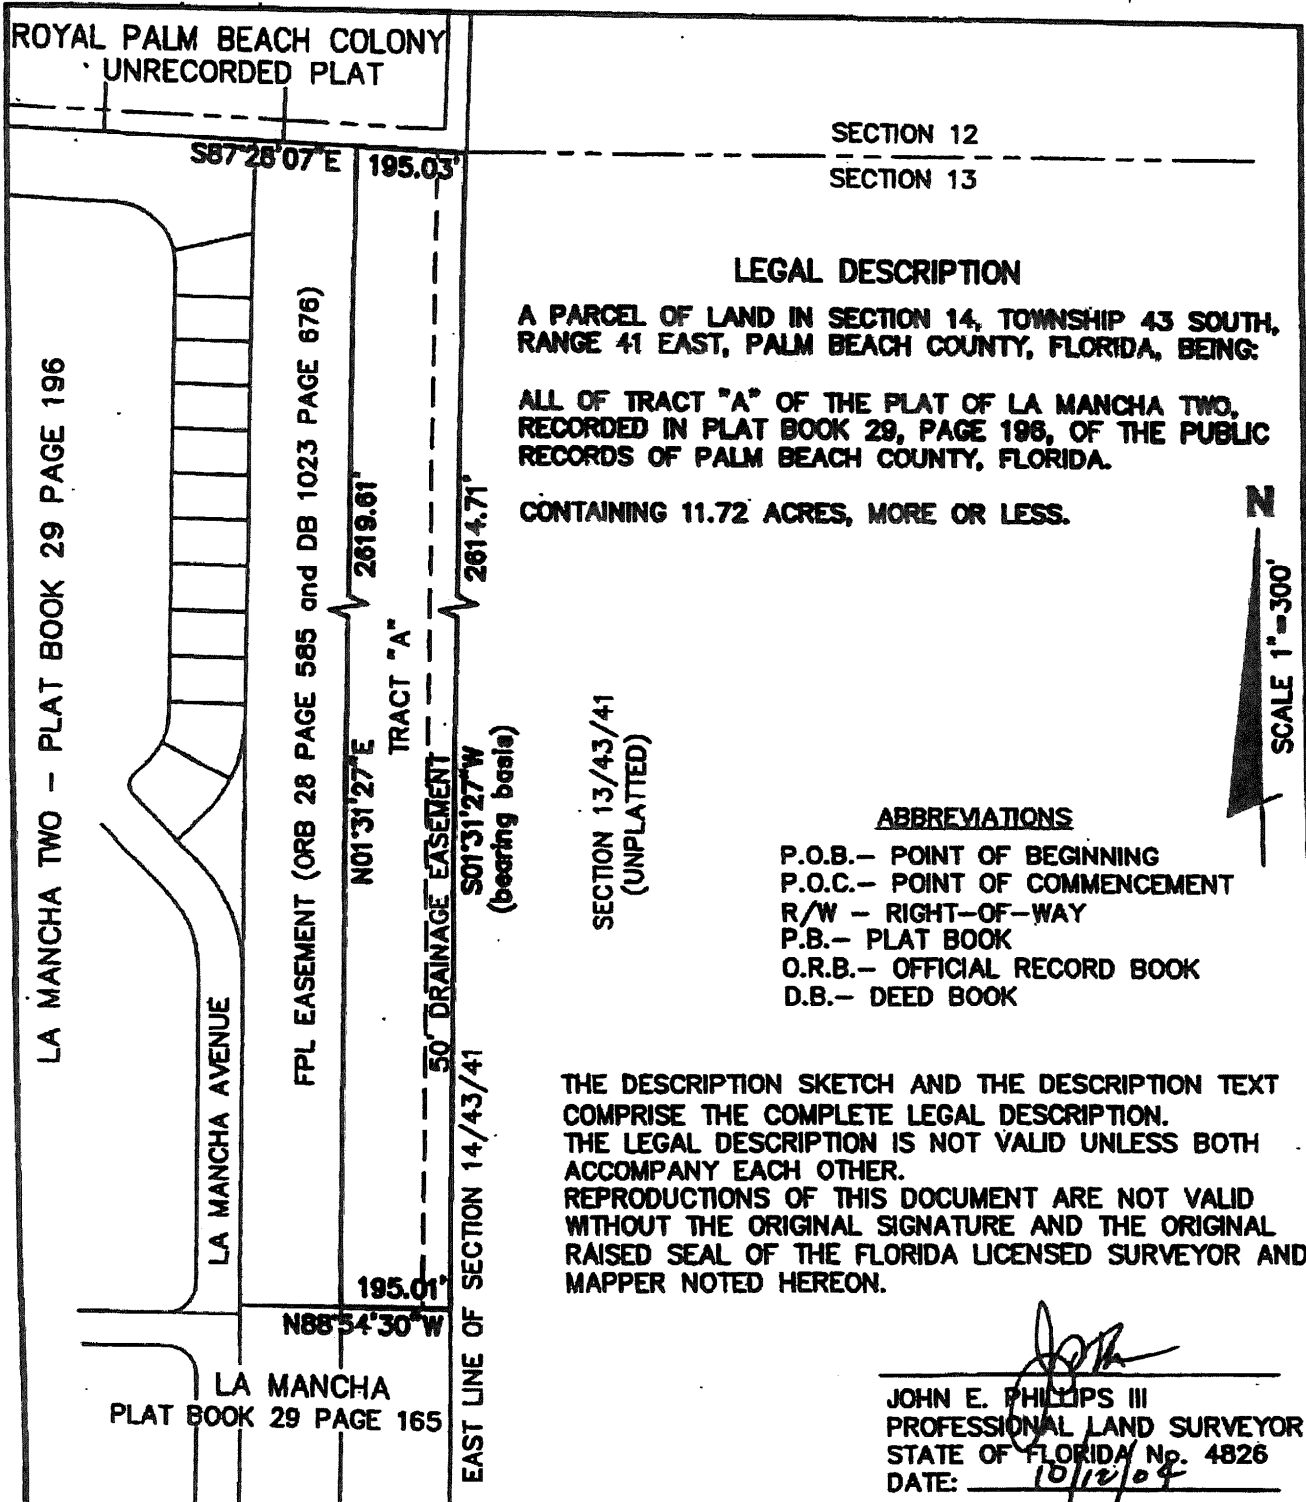 ROYAL PALM BEACH COLONY
UNRECORDED PLAT
S87°28'07"E
195.03'
SECTION 12
SECTION 13
LEGAL DESCRIPTION
A PARCEL OF LAND IN SECTION 14, TOWNSHIP 43 SOUTH,
RANGE 41 EAST, PALM BEACH COUNTY, FLORIDA, BEING:
ALL OF TRACT "A" OF THE PLAT OF LA MANCHA TWO,
RECORDED IN PLAT BOOK 29, PAGE 196, OF THE PUBLIC
RECORDS OF PALM BEACH COUNTY, FLORIDA.
CONTAINING 11.72 ACRES, MORE OR LESS.
N
SCALE 1"=300'
LA MANCHA TWO - PLAT BOOK 29 PAGE 196
FPL EASEMENT (ORB 28 PAGE 585 and DB 1023 PAGE 676)
2619.61'
N01°31'27"E
TRACT "A"
50' DRAINAGE EASEMENT
2614.71'
S01°31'27"W
(bearing basis)
SECTION 13/43/41
(UNPLATTED)
ABBREVIATIONS
P.O.B.- POINT OF BEGINNING
P.O.C.- POINT OF COMMENCEMENT
R/W - RIGHT-OF-WAY
P.B.- PLAT BOOK
O.R.B.- OFFICIAL RECORD BOOK
D.B.- DEED BOOK
LA MANCHA AVENUE
EAST LINE OF SECTION 14/43/41
THE DESCRIPTION SKETCH AND THE DESCRIPTION TEXT
COMPRISE THE COMPLETE LEGAL DESCRIPTION.
THE LEGAL DESCRIPTION IS NOT VALID UNLESS BOTH
ACCOMPANY EACH OTHER.
REPRODUCTIONS OF THIS DOCUMENT ARE NOT VALID
WITHOUT THE ORIGINAL SIGNATURE AND THE ORIGINAL
RAISED SEAL OF THE FLORIDA LICENSED SURVEYOR AND
MAPPER NOTED HEREON.
195.01'
N88°54'30"W
LA MANCHA
PLAT BOOK 29 PAGE 165
JOHN E. PHILLIPS III
PROFESSIONAL LAND SURVEYOR
STATE OF FLORIDA No. 4826
DATE: 10/12/04